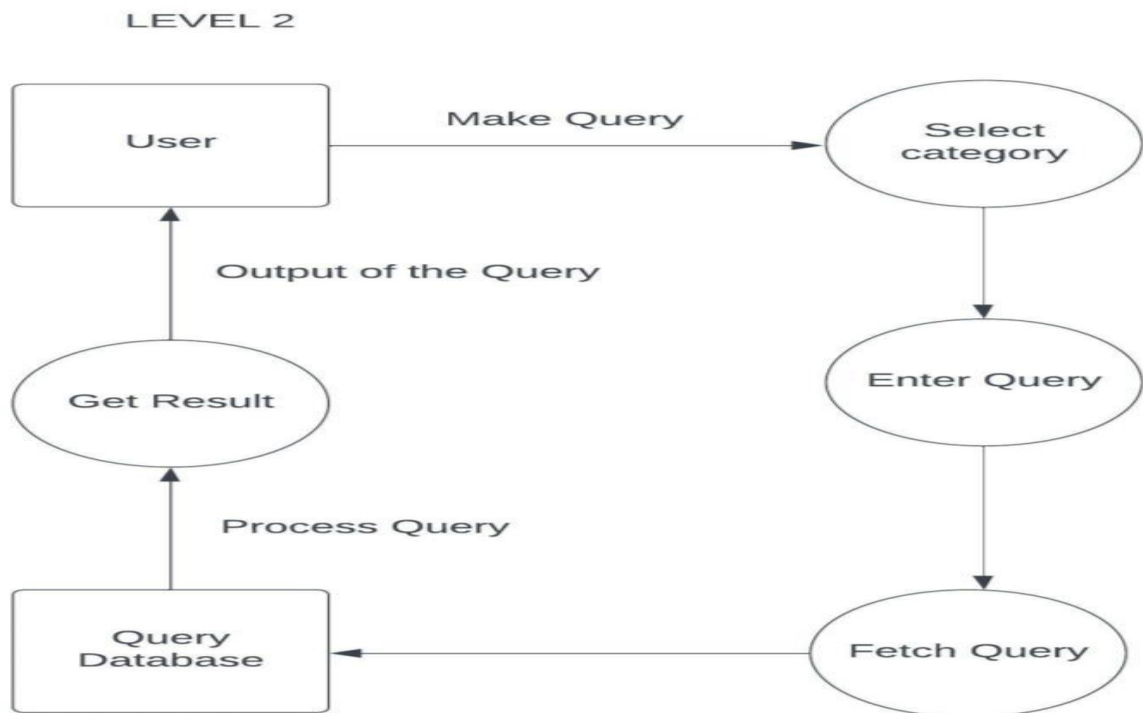 LEVEL 2
User
Make Query
Select
category
Output of the Query
Enter Query
Get Result
Process Query
Query
Database
Fetch Query